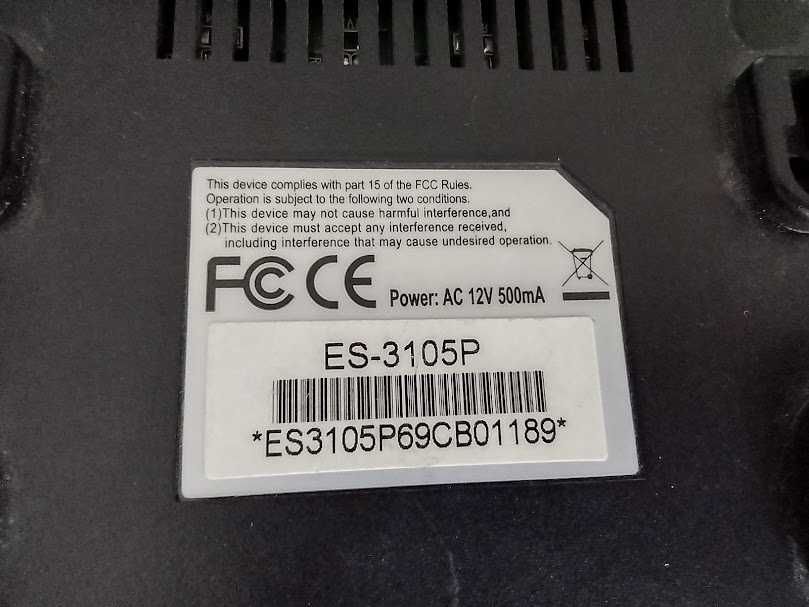 This device complies with part 15 of the FCC Rules.
Operation is subject to the following two conditions.
(1)This device may not cause harmful interference,and
(2)This device must accept any interference received,
including interference that may cause undesired operation.
FC CE Power: AC 12V 500mA
ES-3105P
*ES3105P69CB01189*